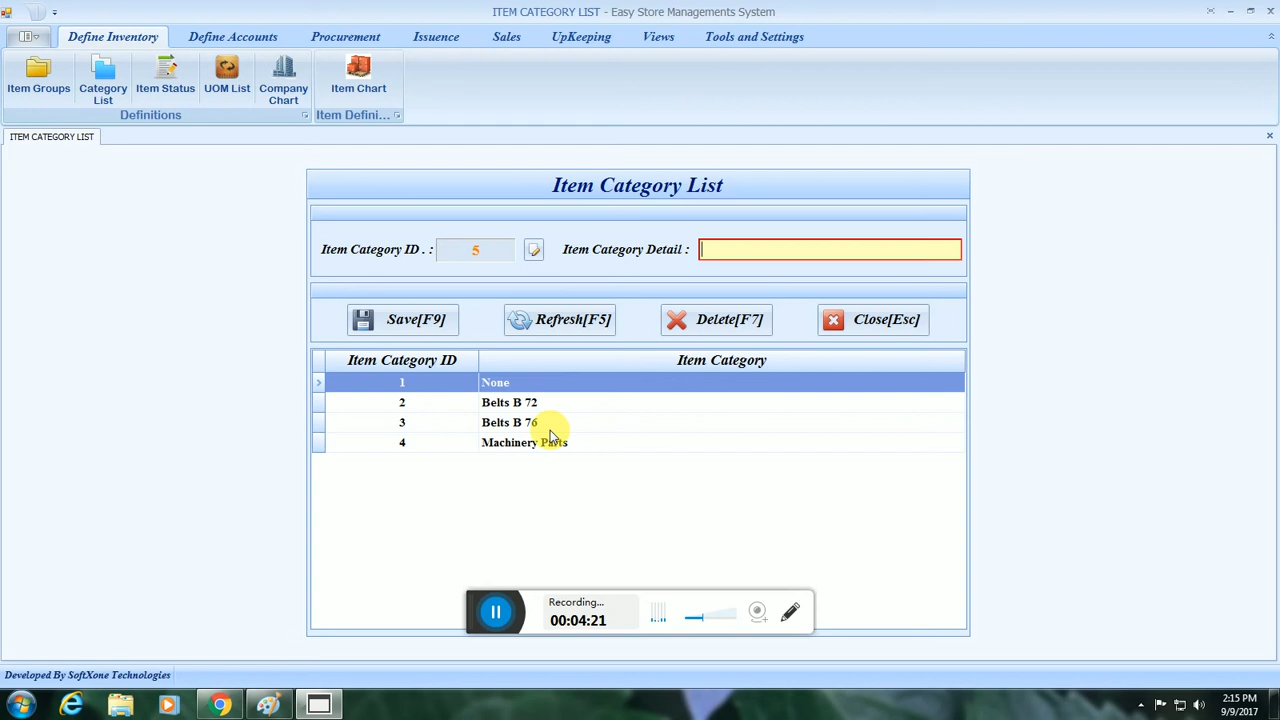 ITEM CATEGORY LIST - Easy Store Managements System
Define Inventory Define Accounts Procurement Issuence Sales UpKeeping Views Tools and Settings
Item Groups Category List Item Status UOM List Company Chart Item Chart
Definitions Item Defini...
ITEM CATEGORY LIST
Item Category List
Item Category ID . : 5 Item Category Detail :
Save[F9] Refresh[F5] Delete[F7] Close[Esc]
Item Category ID Item Category
1 None
2 Belts B 72
3 Belts B 76
4 Machinery Parts
Recording...
00:04:21
Developed By SoftXone Technologies
2:15 PM
9/9/2017